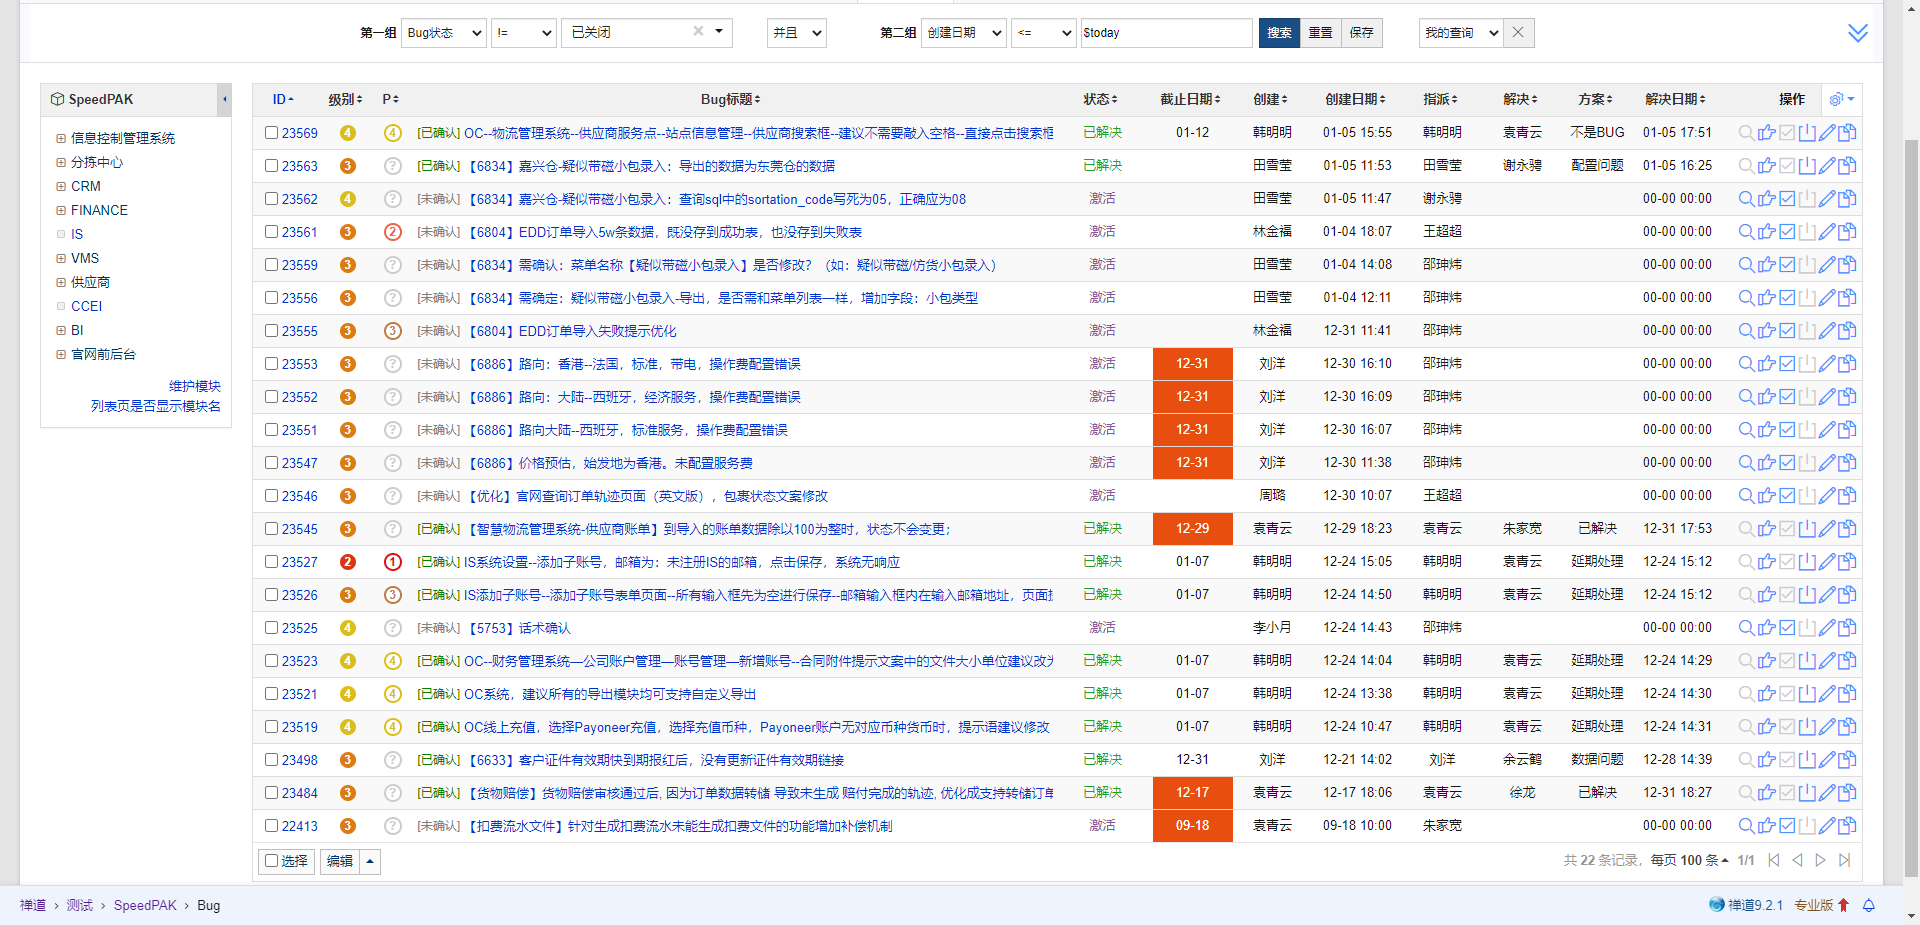 第一组 Bug状态 != 已关闭 并且 第二组 创建日期 <= $today 搜索 重置 保存 我的查询
SpeedPAK
信息控制管理系统
分拣中心
CRM
FINANCE
IS
VMS
供应商
CCEI
BI
官网前后台
维护模块
列表页是否显示模块名
ID 级别 P Bug标题 状态 截止日期 创建 创建日期 指派 解决 方案 解决日期 操作
23569 4 4 [已确认] OC--物流管理系统--供应商服务点--站点信息管理--供应商搜索框--建议不需要敲入空格--直接点击搜索框 已解决 01-12 韩明明 01-05 15:55 韩明明 袁青云 不是BUG 01-05 17:51
23563 3 ? [已确认] 【6834】嘉兴仓-疑似带磁小包录入：导出的数据为东莞仓的数据 已解决 田雪莹 01-05 11:53 田雪莹 谢永骋 配置问题 01-05 16:25
23562 4 ? [未确认] 【6834】嘉兴仓-疑似带磁小包录入：查询sql中的sortation_code写死为05，正确应为08 激活 田雪莹 01-05 11:47 谢永骋 00-00 00:00
23561 3 2 [未确认] 【6804】EDD订单导入5w条数据，既没存到成功表，也没存到失败表 激活 林金福 01-04 18:07 王超超 00-00 00:00
23559 3 ? [未确认] 【6834】需确认：菜单名称【疑似带磁小包录入】是否修改？（如：疑似带磁/仿货小包录入） 激活 田雪莹 01-04 14:08 邵珅炜 00-00 00:00
23556 3 ? [未确认] 【6834】需确定：疑似带磁小包录入-导出，是否需和菜单列表一样，增加字段：小包类型 激活 田雪莹 01-04 12:11 邵珅炜 00-00 00:00
23555 3 3 [未确认] 【6804】EDD订单导入失败提示优化 激活 林金福 12-31 11:41 邵珅炜 00-00 00:00
23553 3 ? [未确认] 【6886】路向：香港--法国，标准，带电，操作费配置错误 激活 12-31 刘洋 12-30 16:10 邵珅炜 00-00 00:00
23552 3 ? [未确认] 【6886】路向：大陆--西班牙，经济服务，操作费配置错误 激活 12-31 刘洋 12-30 16:09 邵珅炜 00-00 00:00
23551 3 ? [未确认] 【6886】路向大陆--西班牙，标准服务，操作费配置错误 激活 12-31 刘洋 12-30 16:07 邵珅炜 00-00 00:00
23547 3 ? [未确认] 【6886】价格预估，始发地为香港。未配置服务费 激活 12-31 刘洋 12-30 11:38 邵珅炜 00-00 00:00
23546 3 ? [未确认] 【优化】官网查询订单轨迹页面（英文版），包裹状态文案修改 激活 周璐 12-30 10:07 王超超 00-00 00:00
23545 3 ? [已确认] 【智慧物流管理系统-供应商账单】到导入的账单数据除以100为整时，状态不会变更； 已解决 12-29 袁青云 12-29 18:23 袁青云 朱家宽 已解决 12-31 17:53
23527 2 1 [已确认] IS系统设置--添加子账号，邮箱为：未注册IS的邮箱，点击保存，系统无响应 已解决 01-07 韩明明 12-24 15:05 韩明明 袁青云 延期处理 12-24 15:12
23526 3 3 [已确认] IS添加子账号--添加子账号表单页面--所有输入框先为空进行保存--邮箱输入框内在输入邮箱地址，页面 已解决 01-07 韩明明 12-24 14:50 韩明明 袁青云 延期处理 12-24 15:12
23525 4 ? [未确认] 【5753】话术确认 激活 李小月 12-24 14:43 邵珅炜 00-00 00:00
23523 4 4 [已确认] OC--财务管理系统—公司账户管理—账号管理—新增账号--合同附件提示文案中的文件大小单位建议改为 已解决 01-07 韩明明 12-24 14:04 韩明明 袁青云 延期处理 12-24 14:29
23521 4 4 [已确认] OC系统，建议所有的导出模块均可支持自定义导出 已解决 01-07 韩明明 12-24 13:38 韩明明 袁青云 延期处理 12-24 14:30
23519 4 4 [已确认] OC线上充值，选择Payoneer充值，选择充值币种，Payoneer账户无对应币种货币时，提示语建议修改 已解决 01-07 韩明明 12-24 10:47 韩明明 袁青云 延期处理 12-24 14:31
23498 3 ? [已确认] 【6633】客户证件有效期快到期报红后，没有更新证件有效期链接 已解决 12-31 刘洋 12-21 14:02 刘洋 余云鹤 数据问题 12-28 14:39
23484 3 ? [已确认] 【货物赔偿】货物赔偿审核通过后, 因为订单数据转储 导致未生成 赔付完成的轨迹, 优化成支持转储订单 已解决 12-17 袁青云 12-17 18:06 袁青云 徐龙 已解决 12-31 18:27
22413 3 ? [未确认] 【扣费流水文件】针对生成扣费流水未能生成扣费文件的功能增加补偿机制 激活 09-18 袁青云 09-18 10:00 朱家宽 00-00 00:00
选择 编辑 共 22 条记录，每页 100 条 1/1
禅道 › 测试 › SpeedPAK › Bug 禅道9.2.1 专业版